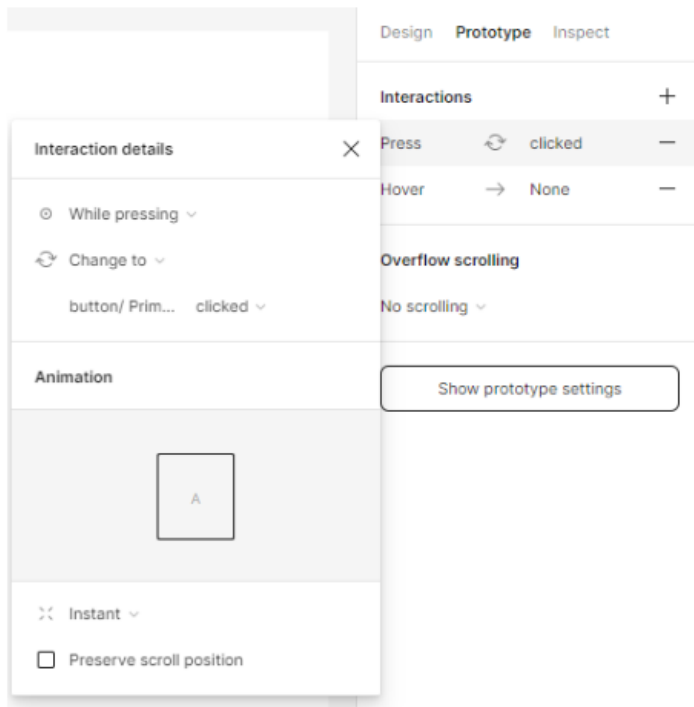 Design Prototype Inspect
Interactions
Press clicked
Hover None
Overflow scrolling
No scrolling
Show prototype settings
Interaction details
While pressing
Change to
button/ Prim... clicked
Animation
A
Instant
Preserve scroll position